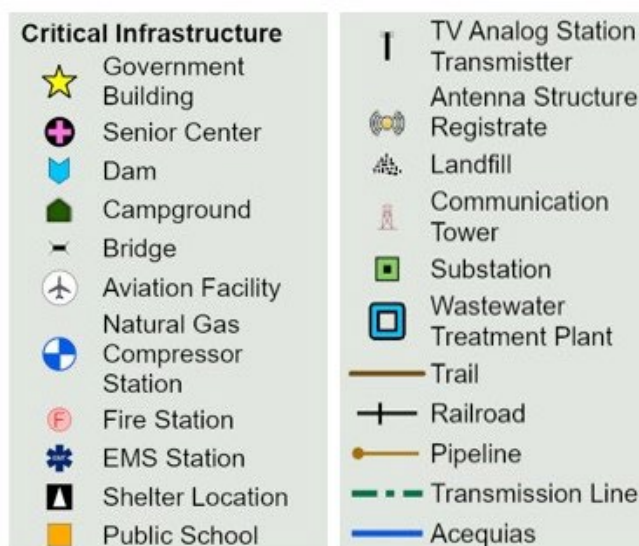 Critical Infrastructure
Government
Building
Senior Center
Dam
Campground
Bridge
Aviation Facility
Natural Gas
Compressor
Station
F
Fire Station
EMS Station
Shelter Location
Public School
TV Analog Station
Transmistter
Antenna Structure
Registrate
Landfill
Communication
Tower
Substation
Wastewater
Treatment Plant
Trail
Railroad
Pipeline
Transmission Line
Acequias